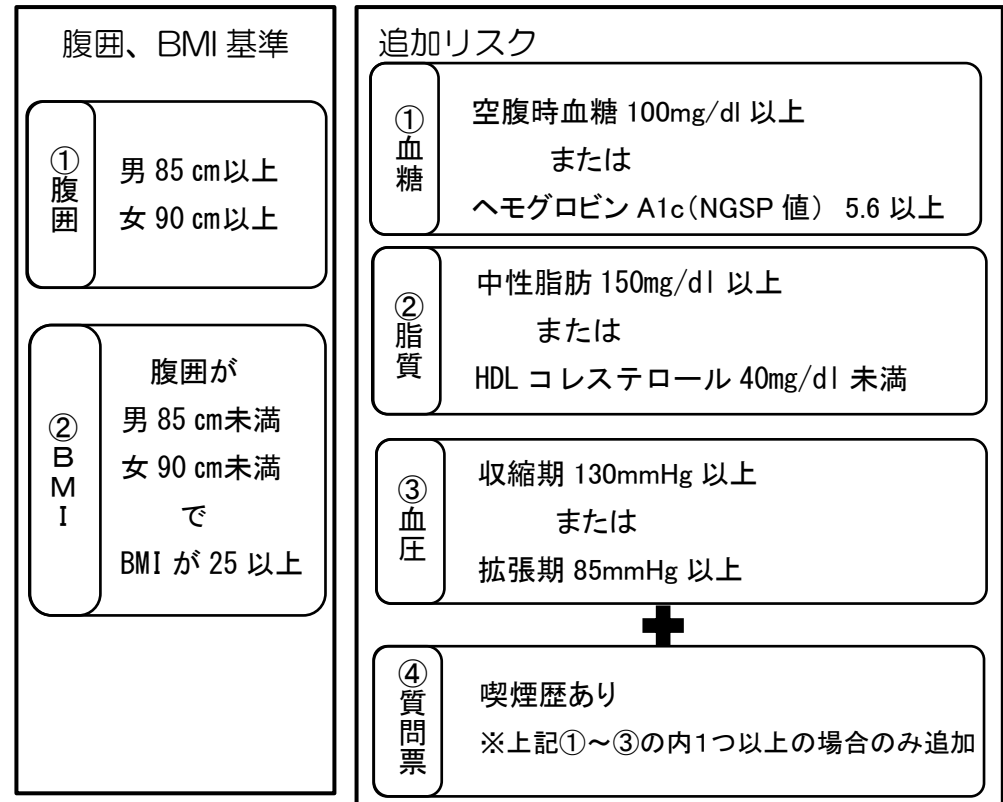 腹囲、BMI 基準
①腹囲
男 85 ㎝以上
女 90 ㎝以上
②BMI
腹囲が
男 85 ㎝未満
女 90 ㎝未満
で
BMI が 25 以上
追加リスク
①血糖
空腹時血糖 100mg/dl 以上
または
ヘモグロビン A1c（NGSP 値） 5.6 以上
②脂質
中性脂肪 150mg/dl 以上
または
HDL コレステロール 40mg/dl 未満
③血圧
収縮期 130mmHg 以上
または
拡張期 85mmHg 以上
④質問票
喫煙歴あり
※上記①～③の内1つ以上の場合のみ追加